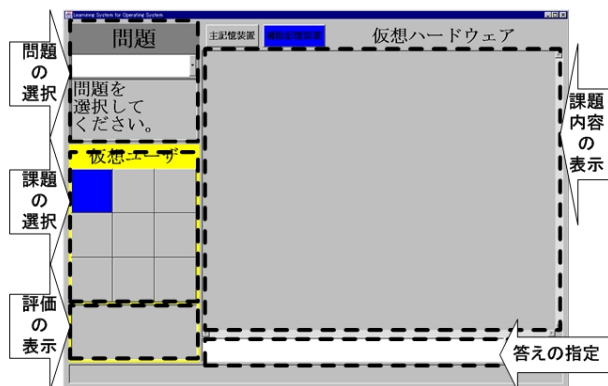 Learning System for Operating System
問題
主記憶装置
補助記憶装置
仮想ハードウェア
問題を
選択して
ください。
仮想ユーザ
問題
の
選択
課題
の
選択
評価
の
表示
課題
内容
の
表示
答えの指定